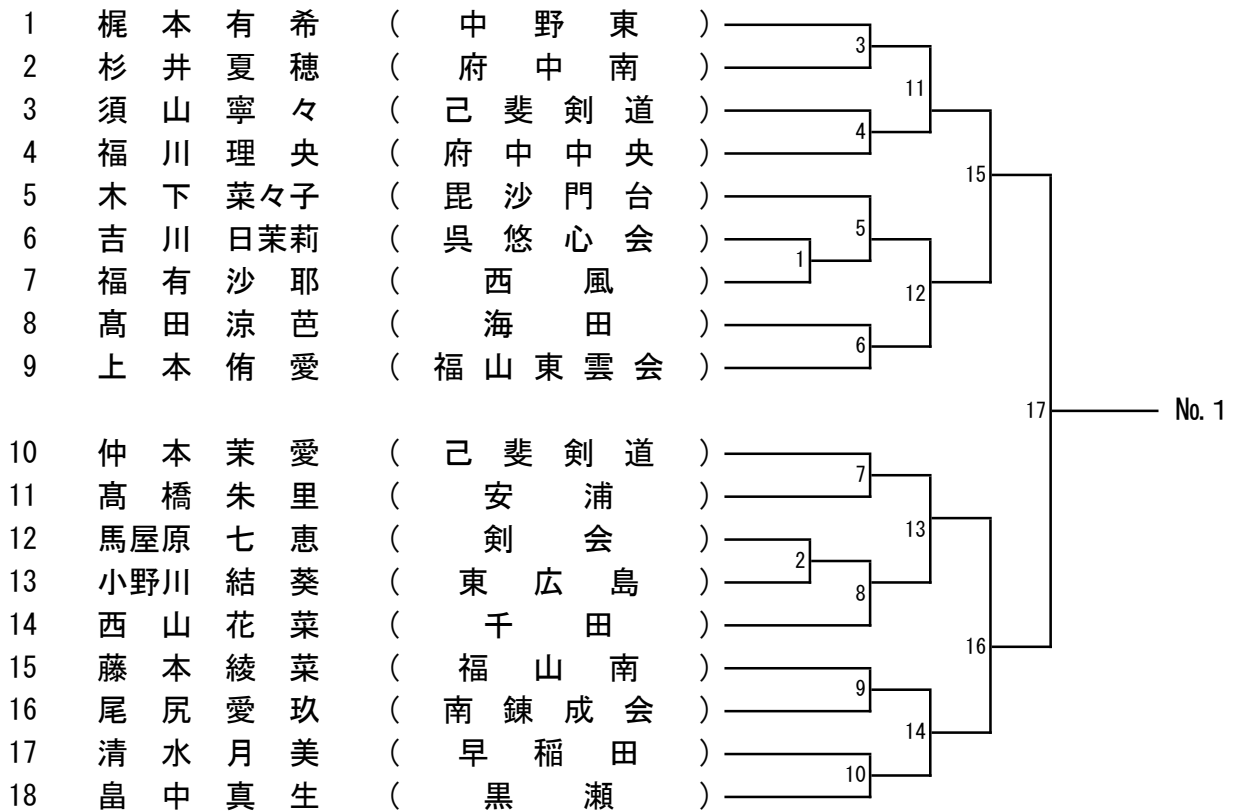 1 梶本有希 (中野東)
3
2 杉井夏穂 (府中南)
11
3 須山寧々 (己斐剣道)
4
4 福川理央 (府中中央)
15
5 木下菜々子 (毘沙門台)
5
6 吉川日茉莉 (呉悠心会)
1
7 福有沙耶 (西風)
12
8 髙田涼芭 (海田)
6
9 上本侑愛 (福山東雲会)
17 No.1
10 仲本茉愛 (己斐剣道)
7
11 髙橋朱里 (安浦)
13
12 馬屋原七恵 (剣会)
2
13 小野川結葵 (東広島)
8
14 西山花菜 (千田)
16
15 藤本綾菜 (福山南)
9
16 尾尻愛玖 (南錬成会)
14
17 清水月美 (早稲田)
10
18 畠中真生 (黒瀬)